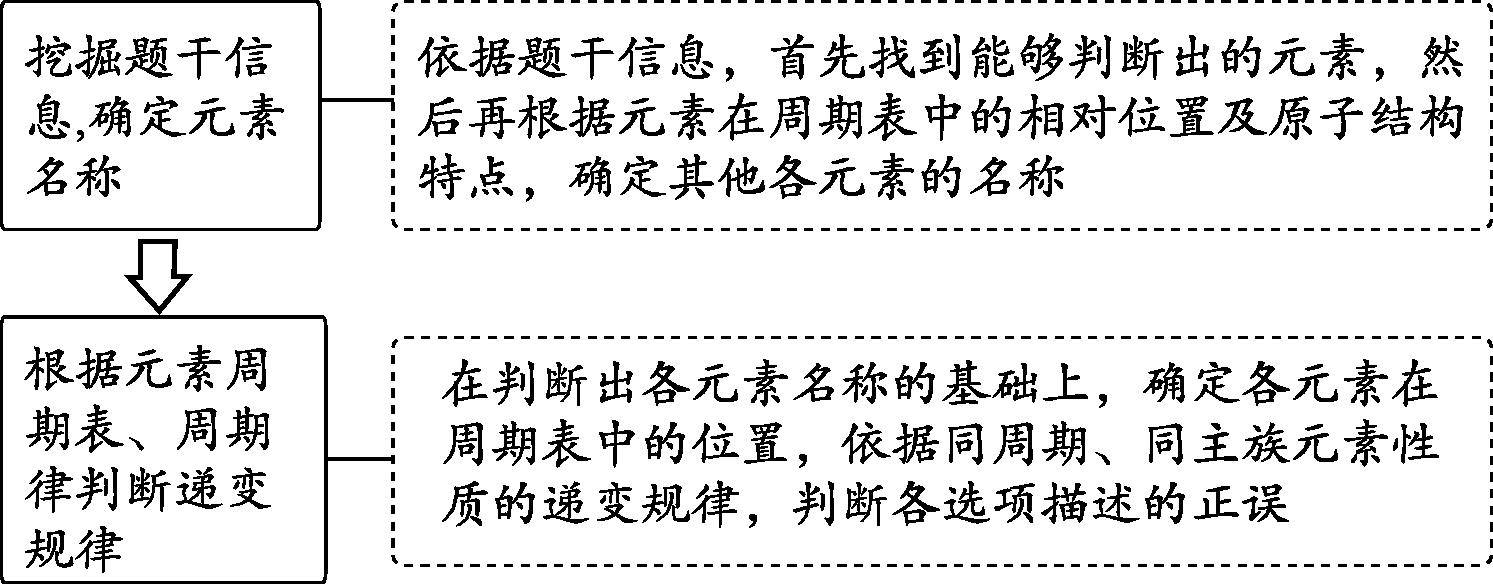 挖掘题干信
息,确定元素
名称
依据题干信息，首先找到能够判断出的元素，然
后再根据元素在周期表中的相对位置及原子结构
特点，确定其他各元素的名称
根据元素周
期表、周期
律判断递变
规律
在判断出各元素名称的基础上，确定各元素在
周期表中的位置，依据同周期、同主族元素性
质的递变规律，判断各选项描述的正误